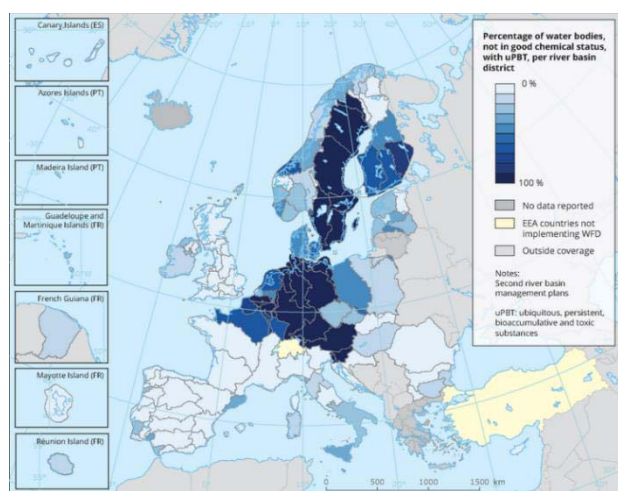 Canary Islands (ES)
Azores Islands (PT)
Madeira Island (PT)
Guadeloupe and
Martinique Islands (FR)
French Guiana (FR)
Mayotte Island (FR)
Réunion Island (FR)
Percentage of water bodies,
not in good chemical status,
with uPBT, per river basin
district
0 %
100 %
No data reported
EEA countries not
implementing WFD
Outside coverage
Notes:
Second river basin
management plans
uPBT: ubiquitous, persistent,
bioaccumulative and toxic
substances
0 500 1000 1500 km